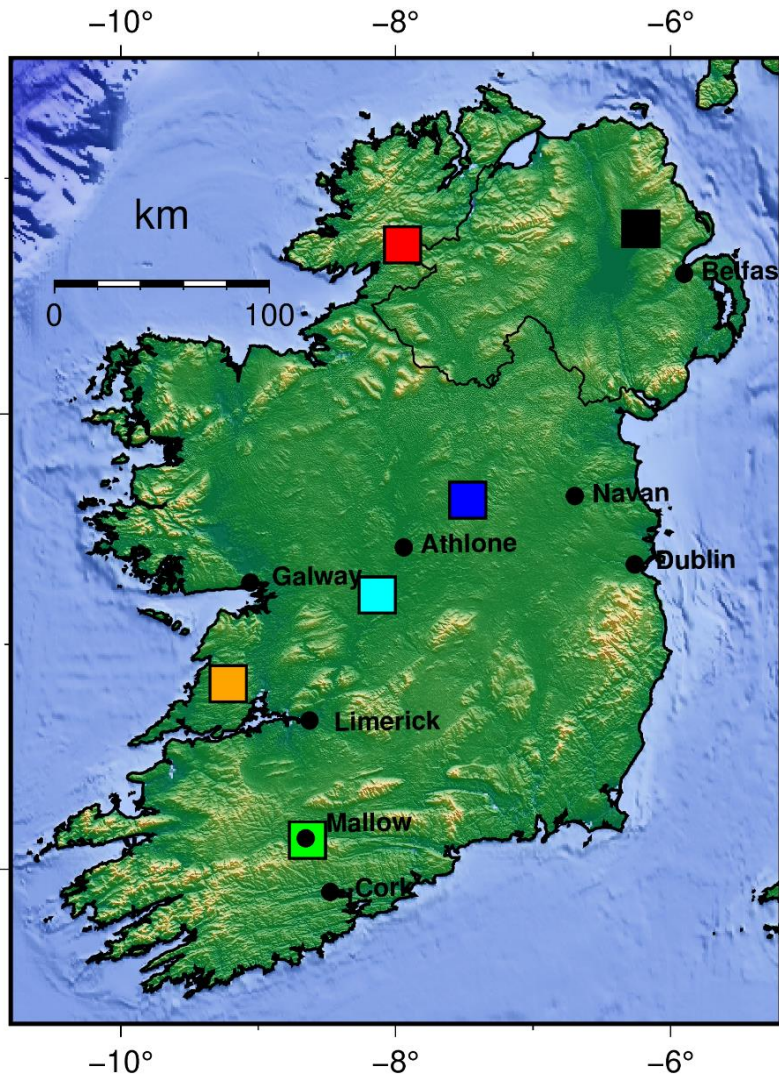 −10° −8° −6°
km
0 100
Belfas
Navan
Athlone
Dublin
Galway
Limerick
Mallow
Cork
−10° −8° −6°